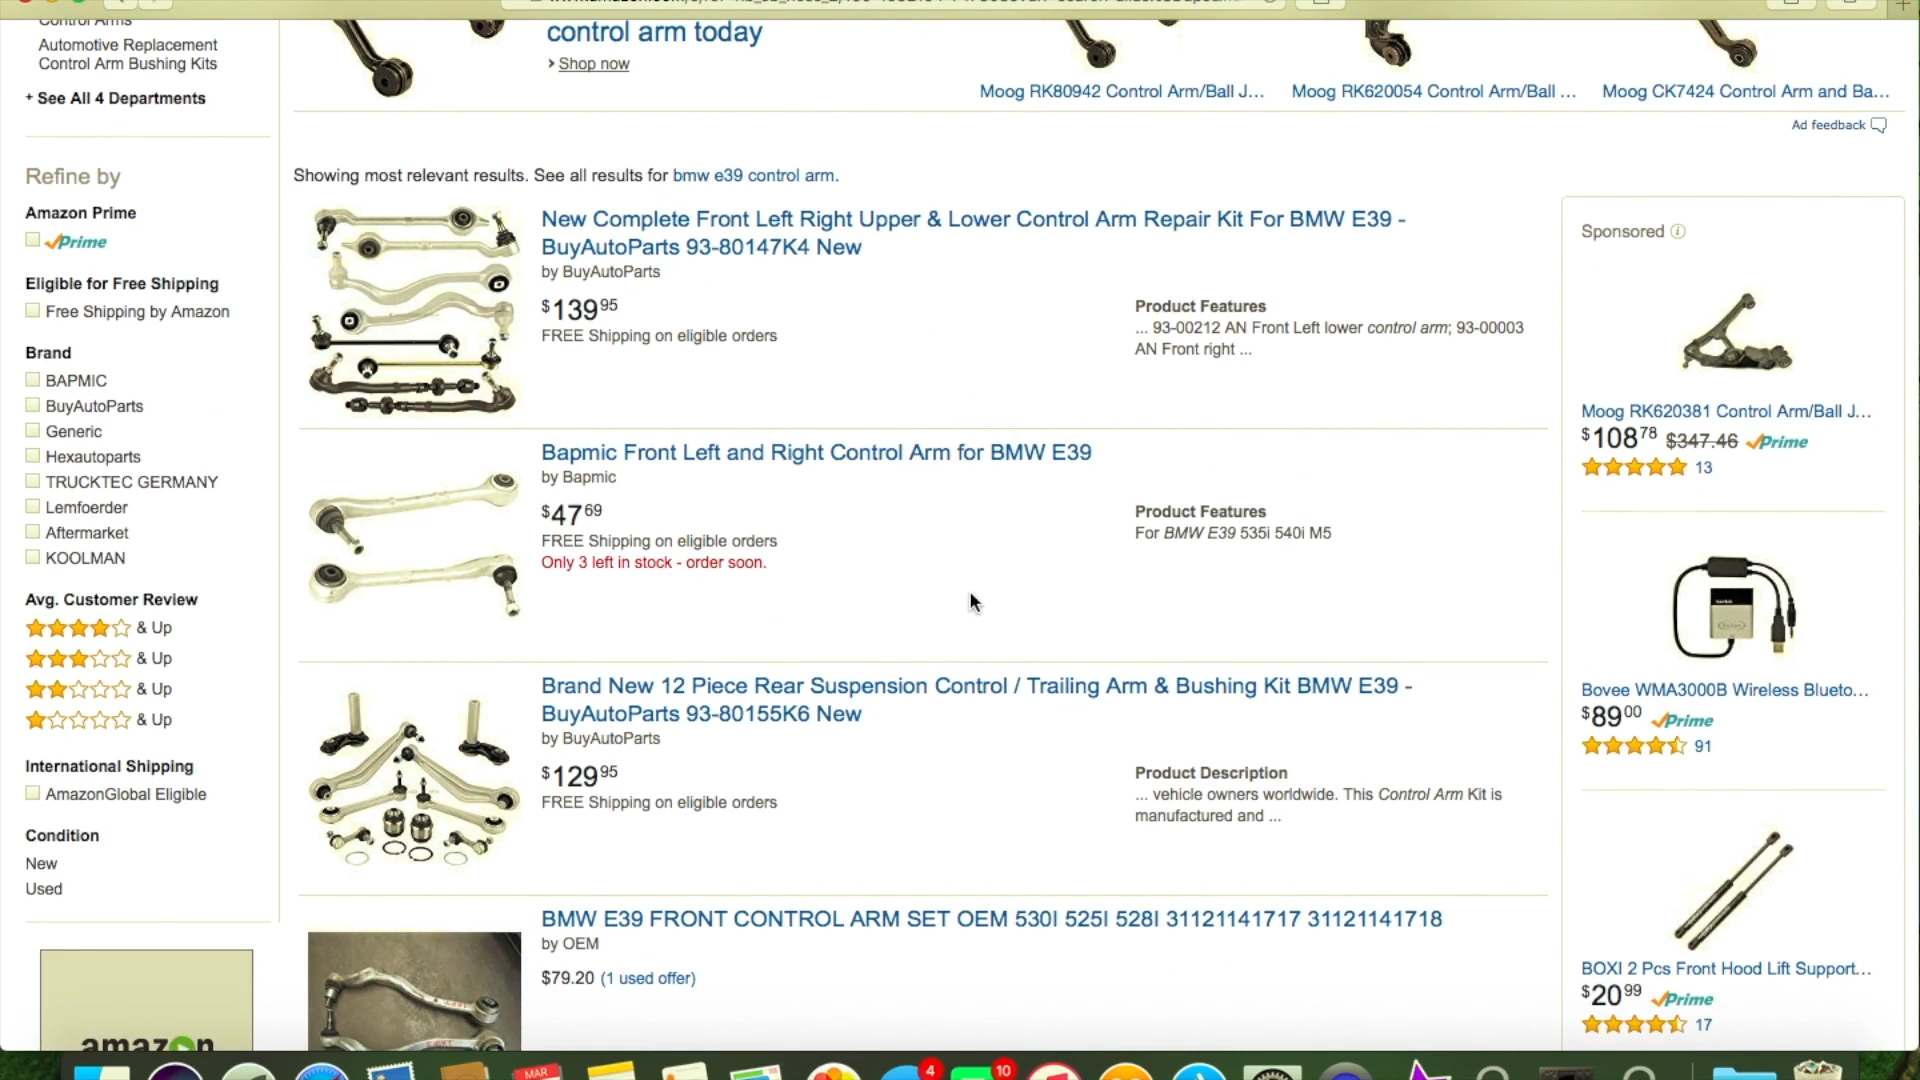 Control Arms
Automotive Replacement
Control Arm Bushing Kits
+ See All 4 Departments
Refine by
Amazon Prime
Prime
Eligible for Free Shipping
Free Shipping by Amazon
Brand
BAPMIC
BuyAutoParts
Generic
Hexautoparts
TRUCKTEC GERMANY
Lemfoerder
Aftermarket
KOOLMAN
Avg. Customer Review
& Up
& Up
& Up
& Up
International Shipping
AmazonGlobal Eligible
Condition
New
Used
amazon
control arm today
› Shop now
Moog RK80942 Control Arm/Ball J...
Moog RK620054 Control Arm/Ball ...
Moog CK7424 Control Arm and Ba...
Ad feedback
Showing most relevant results. See all results for bmw e39 control arm.
New Complete Front Left Right Upper & Lower Control Arm Repair Kit For BMW E39 -
BuyAutoParts 93-80147K4 New
by BuyAutoParts
$139 95
FREE Shipping on eligible orders
Product Features
... 93-00212 AN Front Left lower control arm; 93-00003
AN Front right ...
Bapmic Front Left and Right Control Arm for BMW E39
by Bapmic
$47 69
FREE Shipping on eligible orders
Only 3 left in stock - order soon.
Product Features
For BMW E39 535i 540i M5
Brand New 12 Piece Rear Suspension Control / Trailing Arm & Bushing Kit BMW E39 -
BuyAutoParts 93-80155K6 New
by BuyAutoParts
$129 95
FREE Shipping on eligible orders
Product Description
... vehicle owners worldwide. This Control Arm Kit is
manufactured and ...
BMW E39 FRONT CONTROL ARM SET OEM 530I 525I 528I 31121141717 31121141718
by OEM
$79.20 (1 used offer)
Sponsored
Moog RK620381 Control Arm/Ball J...
$108 78 $347.46 Prime
13
Bovee WMA3000B Wireless Blueto...
$89 00 Prime
91
BOXI 2 Pcs Front Hood Lift Support...
$20 99 Prime
17
MAR
4
10